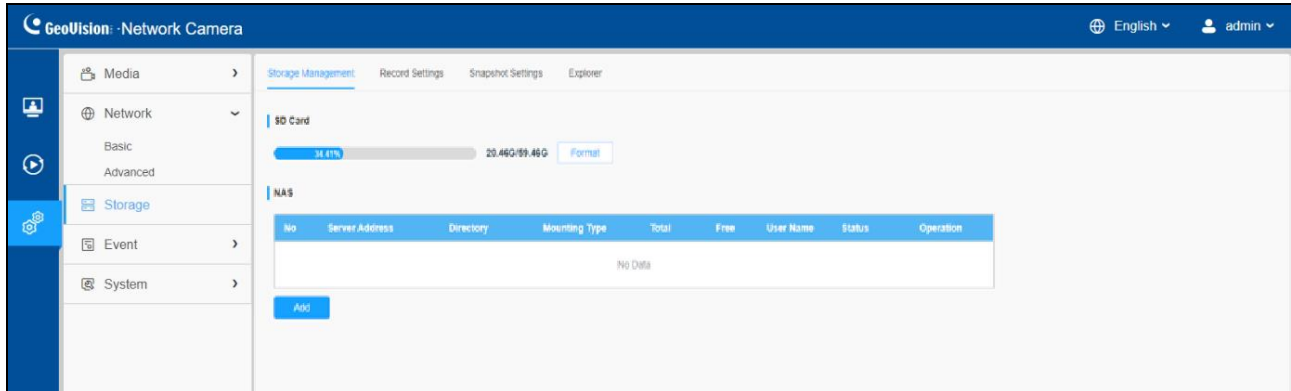 GeoVision: -Network Camera
English
admin
Media
Storage Management Record Settings Snapshot Settings Explorer
Network
Basic
Advanced
Storage
Event
System
SD Card
34.41% 20.46G/59.46G Format
NAS
No Server Address Directory Mounting Type Total Free User Name Status Operation
No Data
Add